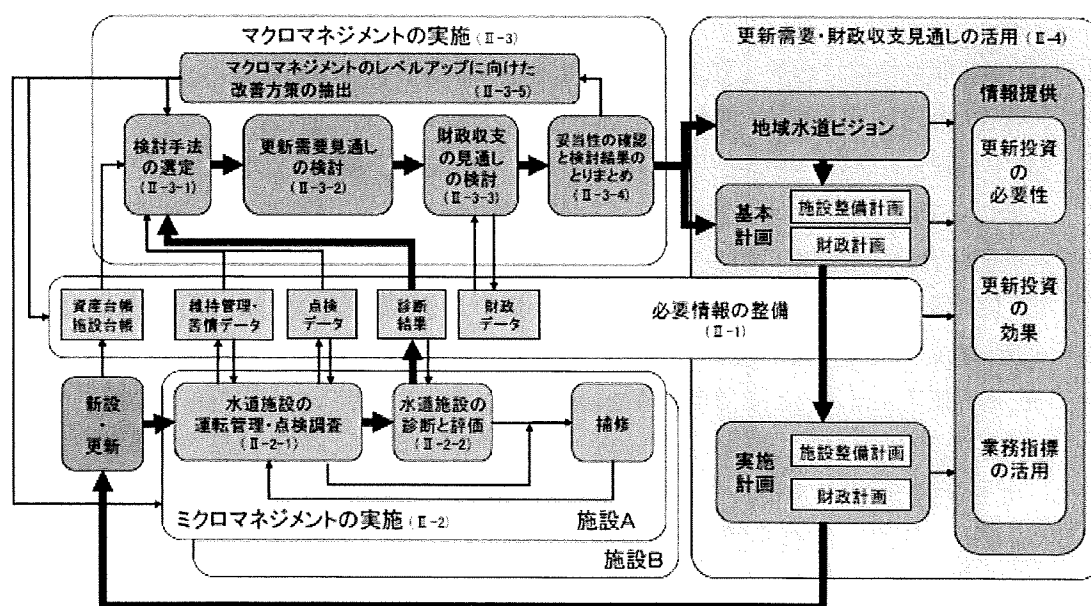 マクロマネジメントの実施(Ⅱ-3)
マクロマネジメントのレベルアップに向けた
改善方策の抽出 (Ⅱ-3-5)
検討手法
の選定
(Ⅱ-3-1)
更新需要見通し
の検討
(Ⅱ-3-2)
財政収支
の見通し
の検討
(Ⅱ-3-3)
妥当性の確認
と検討結果の
とりまとめ
(Ⅱ-3-4)
更新需要・財政収支見通しの活用(Ⅱ-4)
地域水道ビジョン
基本
計画
施設整備計画
財政計画
情報提供
更新投資
の
必要性
更新投資
の
効果
業務指標
の活用
資産台帳
施設台帳
維持管理・
苦情データ
点検
データ
診断
結果
財政
データ
必要情報の整備
(Ⅱ-1)
新設
・
更新
水道施設の
運転管理・点検調査
(Ⅱ-2-1)
水道施設の
診断と評価
(Ⅱ-2-2)
補修
ミクロマネジメントの実施(Ⅱ-2)
施設A
施設B
実施
計画
施設整備計画
財政計画